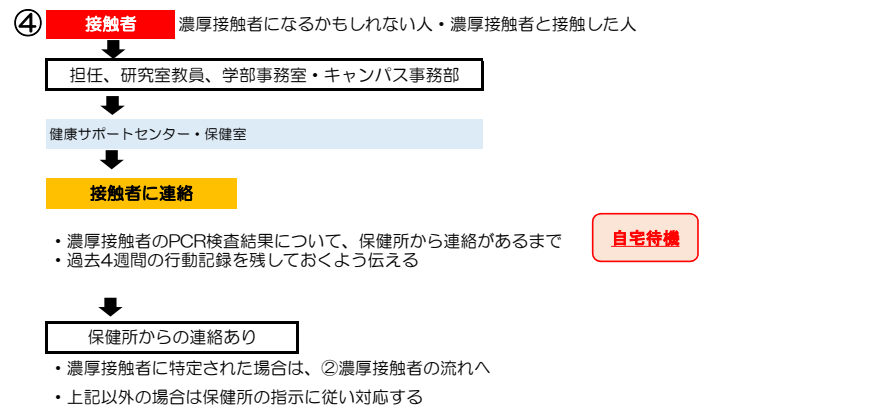 ④ 接触者 濃厚接触者になるかもしれない人・濃厚接触者と接触した人
担任、研究室教員、学部事務室・キャンパス事務部
健康サポートセンター・保健室
接触者に連絡
・濃厚接触者のPCR検査結果について、保健所から連絡があるまで 自宅待機
・過去4週間の行動記録を残しておくよう伝える
保健所からの連絡あり
・濃厚接触者に特定された場合は、②濃厚接触者の流れへ
・上記以外の場合は保健所の指示に従い対応する